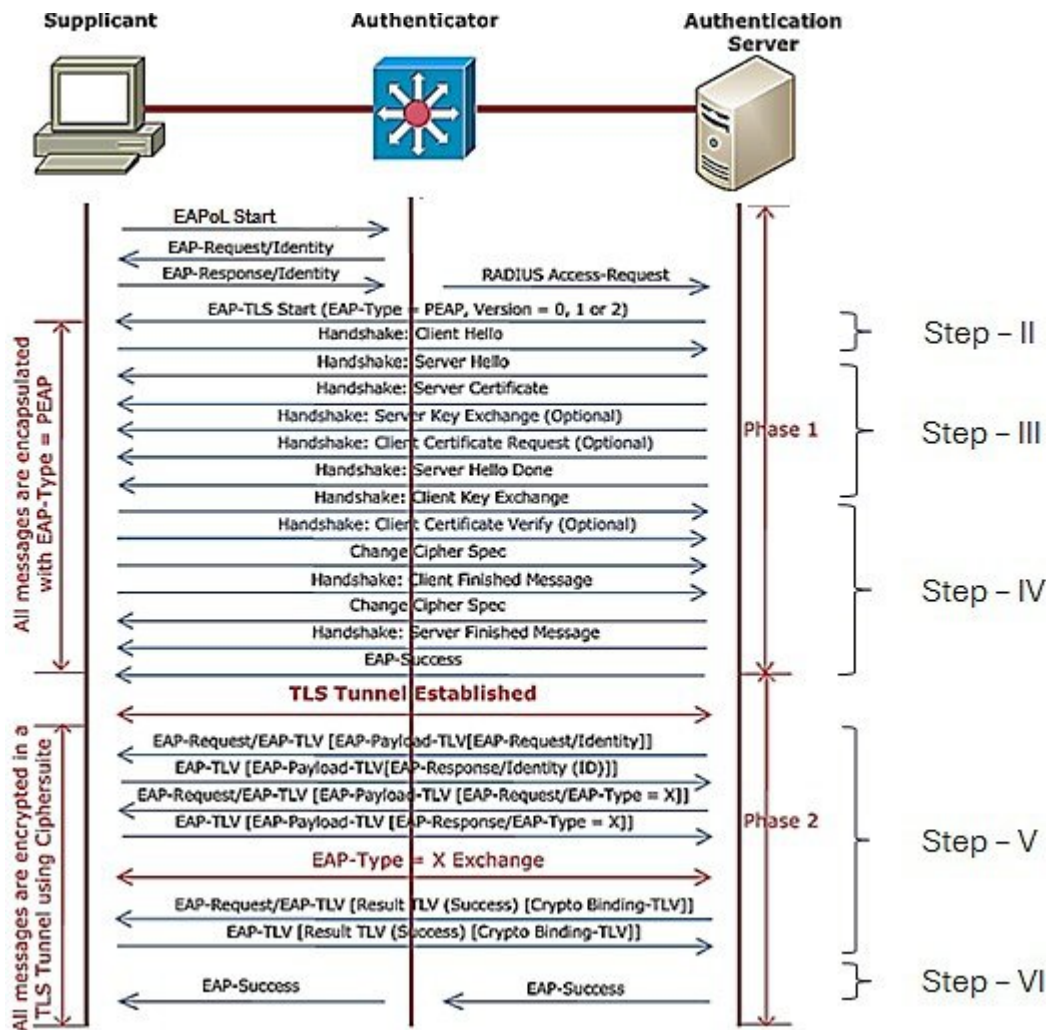 Supplicant
Authenticator
Authentication
Server
EAPoL Start
EAP-Request/Identity
EAP-Response/Identity
RADIUS Access-Request
EAP-TLS Start (EAP-Type = PEAP, Version = 0, 1 or 2)
Handshake: Client Hello
Step - II
Handshake: Server Hello
Handshake: Server Certificate
Handshake: Server Key Exchange (Optional)
Handshake: Client Certificate Request (Optional)
Handshake: Server Hello Done
Step - III
Phase 1
All messages are encapsulated
with EAP-Type = PEAP
Handshake: Client Key Exchange
Handshake: Client Certificate Verify (Optional)
Change Cipher Spec
Handshake: Client Finished Message
Change Cipher Spec
Handshake: Server Finished Message
EAP-Success
Step - IV
TLS Tunnel Established
EAP-Request/EAP-TLV [EAP-Payload-TLV[EAP-Request/Identity]]
EAP-TLV [EAP-Payload-TLV[EAP-Response/Identity (ID)]]
EAP-Request/EAP-TLV [EAP-Payload-TLV [EAP-Request/EAP-Type = X]]
EAP-TLV [EAP-Payload-TLV [EAP-Response/EAP-Type = X]]
EAP-Type = X Exchange
Phase 2
Step - V
All messages are encrypted in a
TLS Tunnel using Ciphersuite
EAP-Request/EAP-TLV [Result TLV (Success) [Crypto Binding-TLV]]
EAP-TLV [Result TLV (Success) [Crypto Binding-TLV]]
EAP-Success
EAP-Success
Step - VI